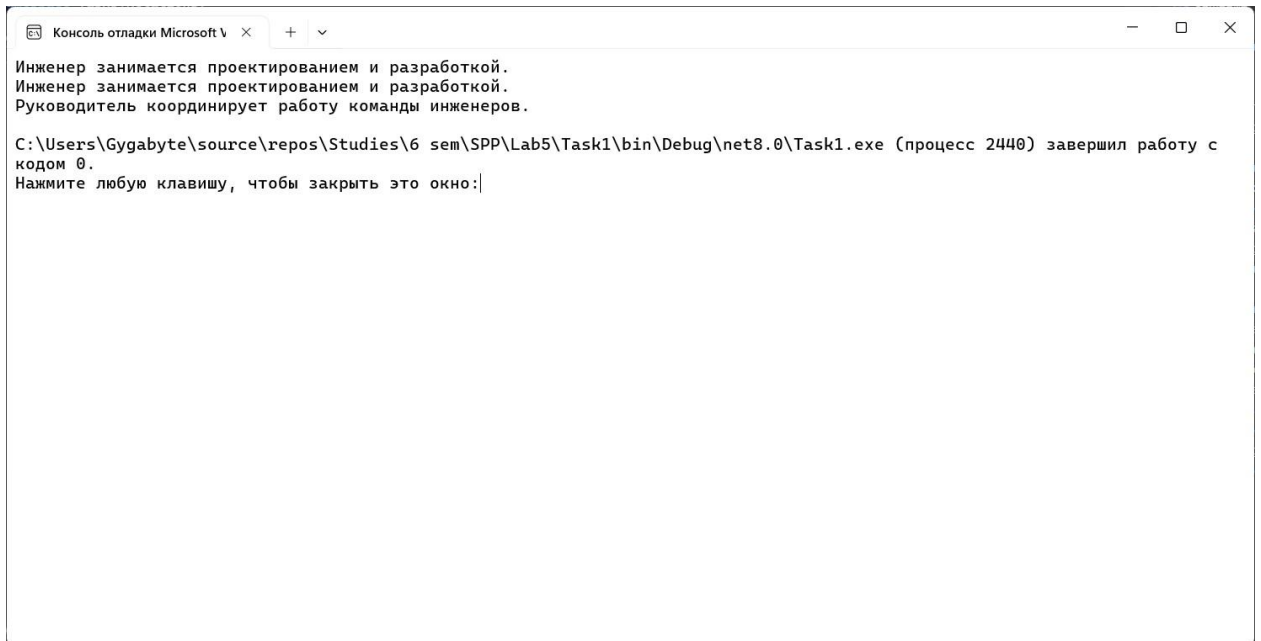 Консоль отладки Microsoft V
Инженер занимается проектированием и разработкой.
Инженер занимается проектированием и разработкой.
Руководитель координирует работу команды инженеров.
C:\Users\Gygabyte\source\repos\Studies\6 sem\SPP\Lab5\Task1\bin\Debug\net8.0\Task1.exe (процесс 2440) завершил работу с
кодом 0.
Нажмите любую клавишу, чтобы закрыть это окно: